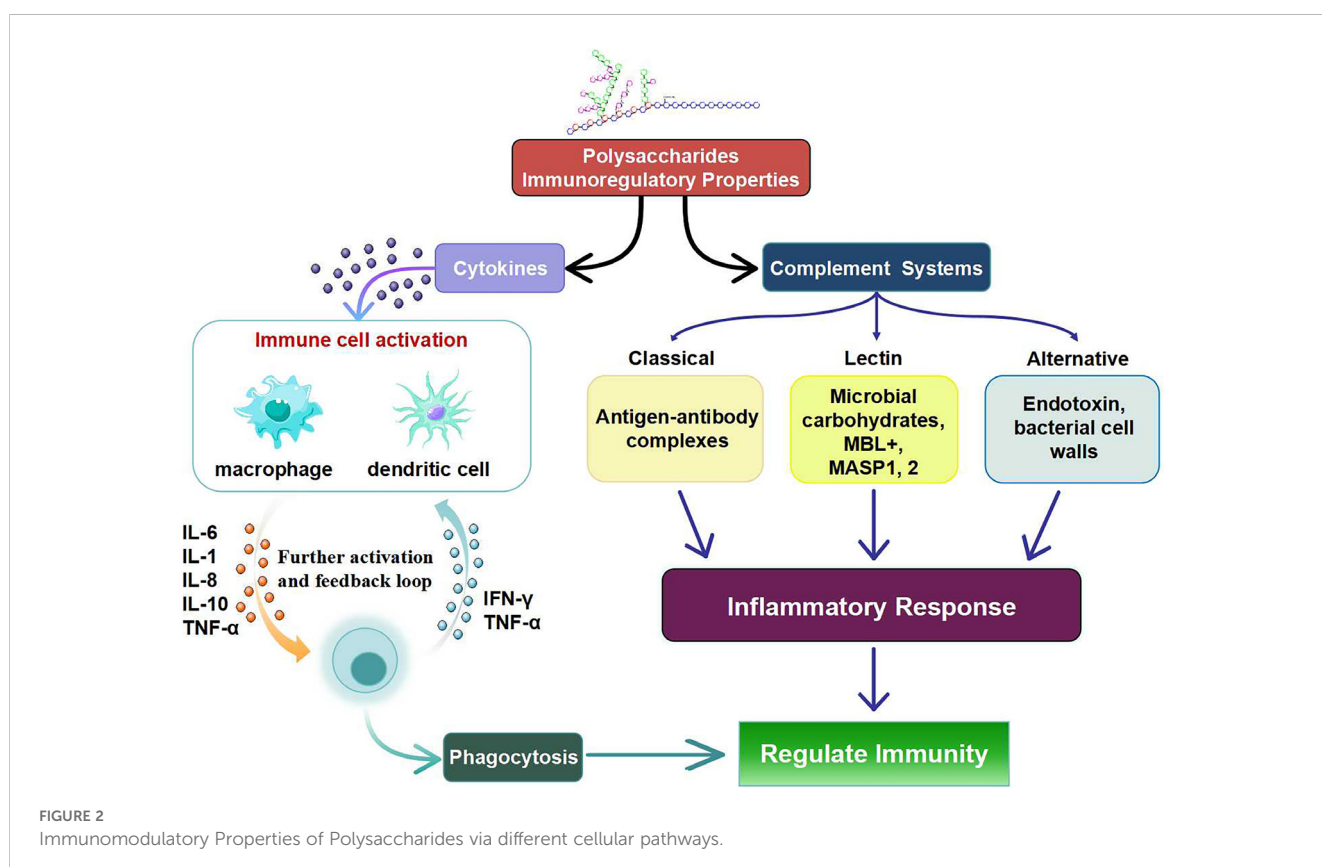 Polysaccharides
Immunoregulatory Properties
Cytokines
Complement Systems
Immune cell activation
macrophage
dendritic cell
Classical
Lectin
Alternative
Antigen-antibody
complexes
Microbial
carbohydrates,
MBL+,
MASP1, 2
Endotoxin,
bacterial cell
walls
IL-6
IL-1
IL-8
IL-10
TNF-α
Further activation
and feedback loop
IFN-γ
TNF-α
Inflammatory Response
Phagocytosis
Regulate Immunity
FIGURE 2
Immunomodulatory Properties of Polysaccharides via different cellular pathways.